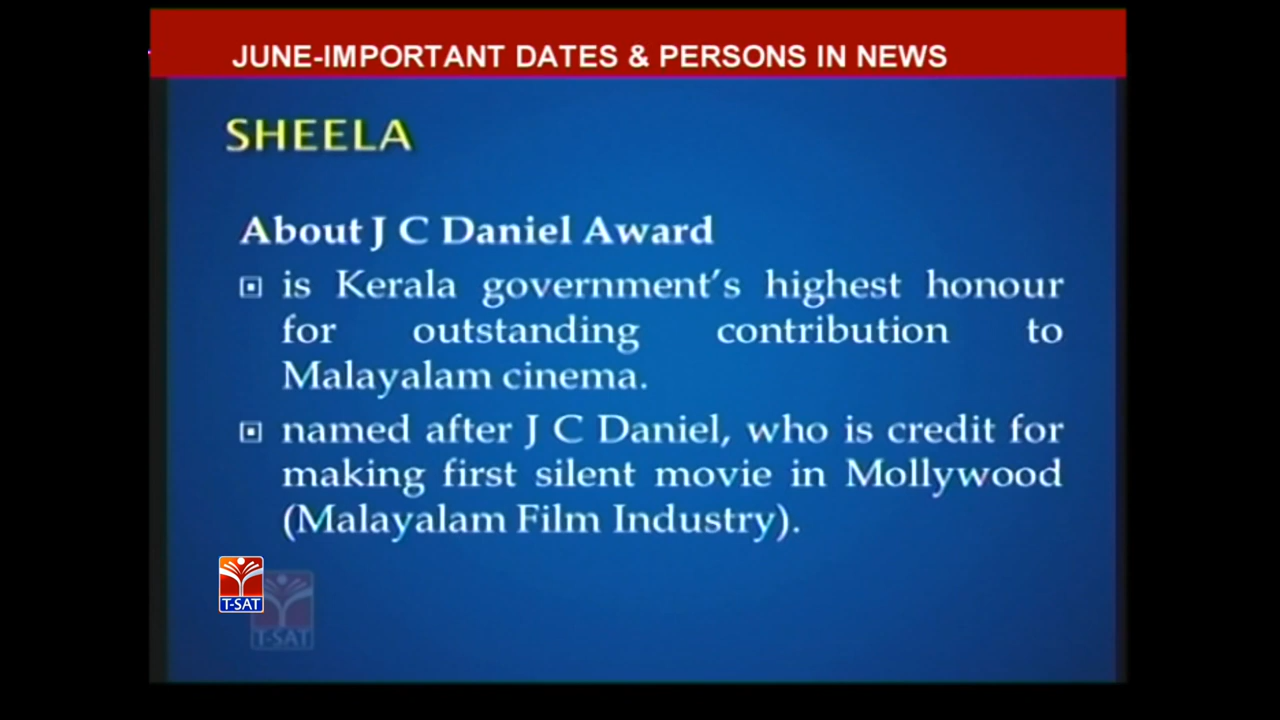 JUNE-IMPORTANT DATES & PERSONS IN NEWS
SHEELA
About J C Daniel Award
is Kerala government's highest honour
for outstanding contribution to
Malayalam cinema.
named after J C Daniel, who is credit for
making first silent movie in Mollywood
(Malayalam Film Industry).
T-SAT
T-SAT